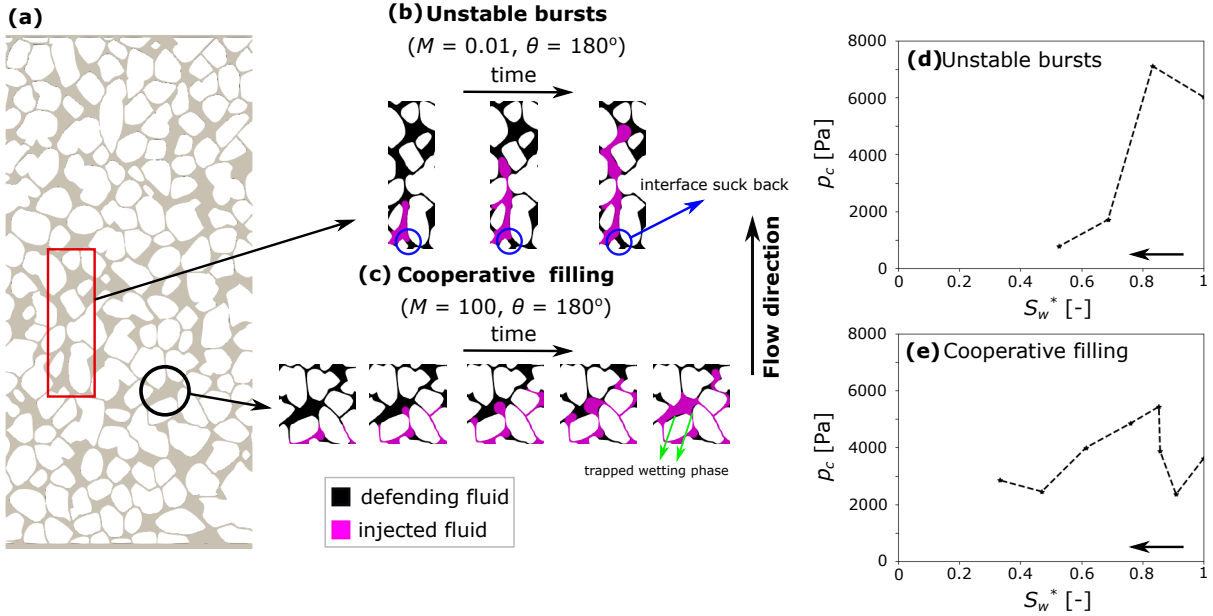 (a)
(b) Unstable bursts
(M = 0.01, θ = 180°)
time
interface suck back
(c) Cooperative filling
(M = 100, θ = 180°)
time
trapped wetting phase
defending fluid
injected fluid
Flow direction
(d) Unstable bursts
8000
6000
4000
2000
0
p_c [Pa]
0 0.2 0.4 0.6 0.8 1
S_w^* [-]
(e) Cooperative filling
8000
6000
4000
2000
0
p_c [Pa]
0 0.2 0.4 0.6 0.8 1
S_w^* [-]